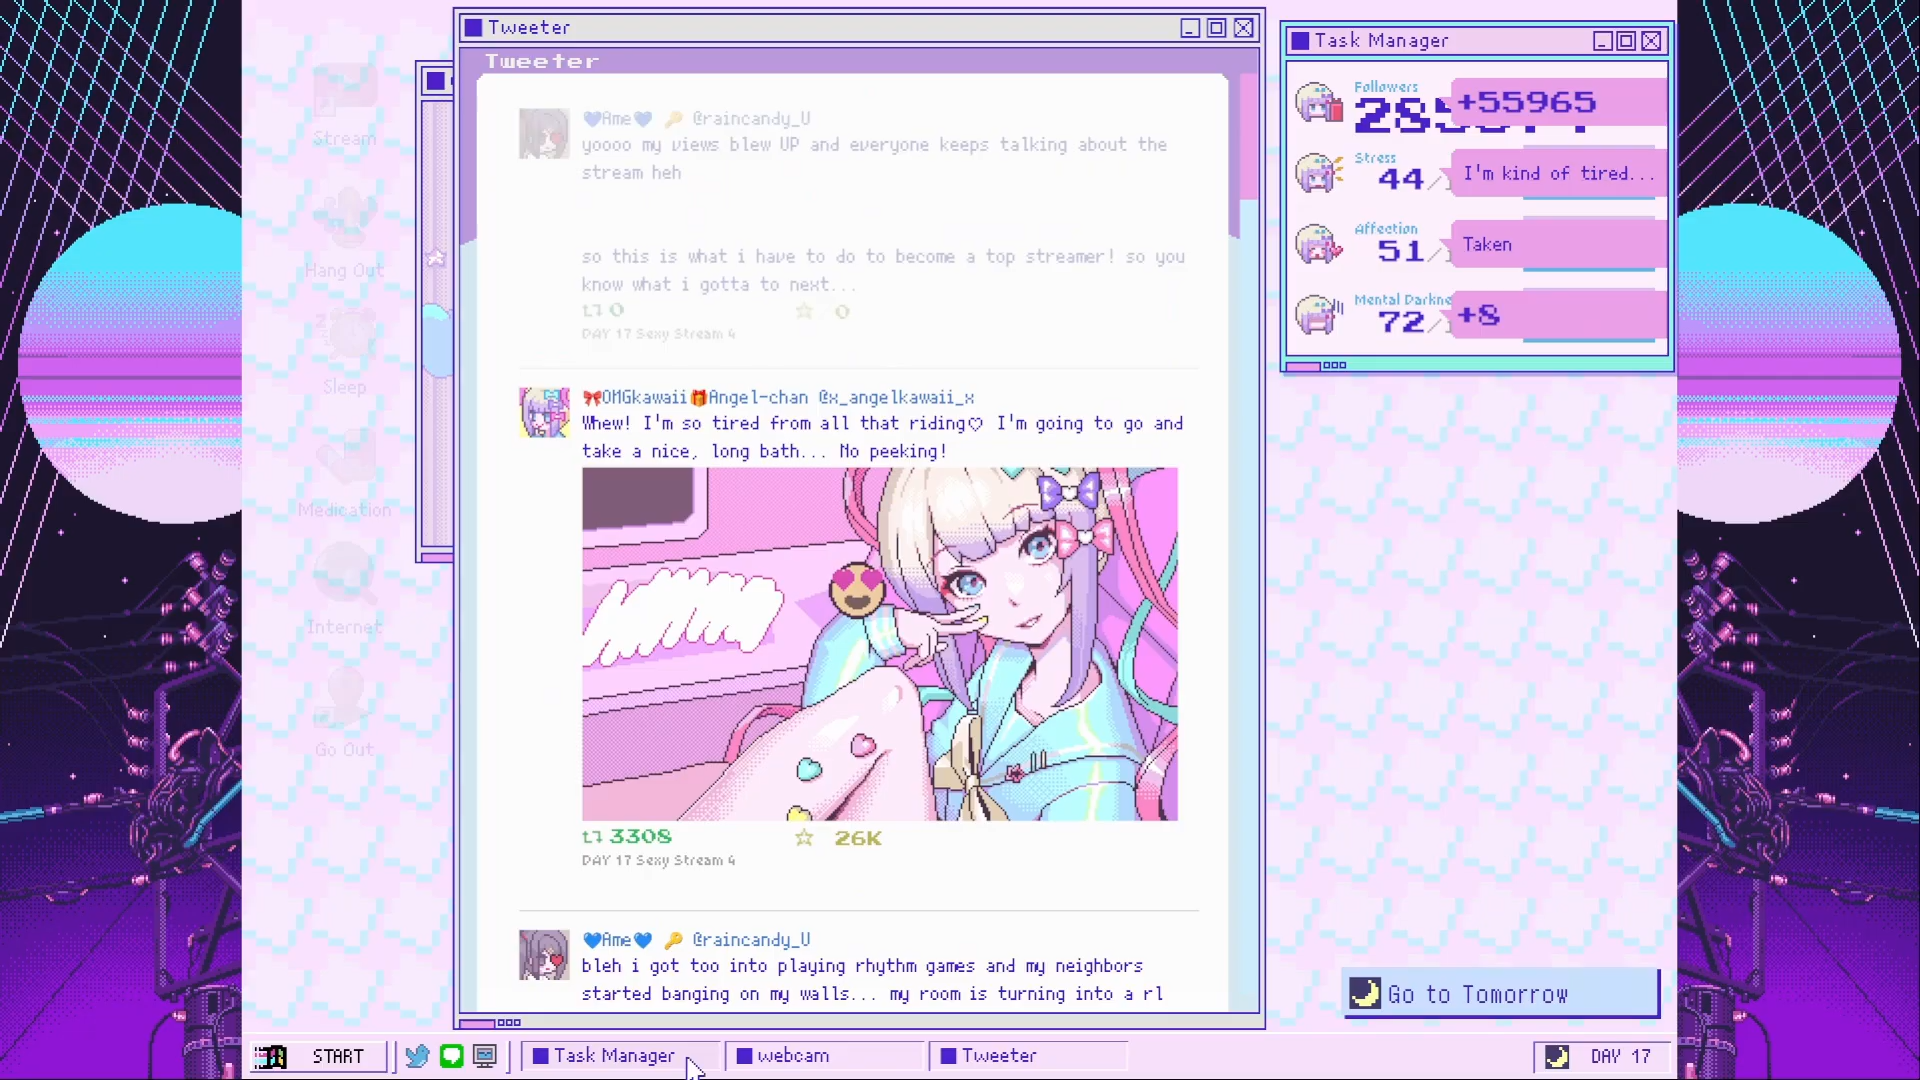 Tweeter
Tweeter
Ame @raincandy_U
yoooo my views blew UP and everyone keeps talking about the
stream heh
so this is what i have to do to become a top streamer! so you
know what i gotta to next...
0 0
DAY 17 Sexy Stream 4
OMGkawaii Angel-chan @x_angelkawaii_x
Whew! I'm so tired from all that riding♡ I'm going to go and
take a nice, long bath... No peeking!
3308 26K
DAY 17 Sexy Stream 4
Ame @raincandy_U
bleh i got too into playing rhythm games and my neighbors
started banging on my walls... my room is turning into a rl
Stream
Hang Out
Sleep
Medication
Internet
Go Out
Task Manager
Followers
+55965
Stress
44/ I'm kind of tired...
Affection
51/ Taken
Mental Darkne
72/ +8
Go to Tomorrow
START
Task Manager
webcam
Tweeter
DAY 17